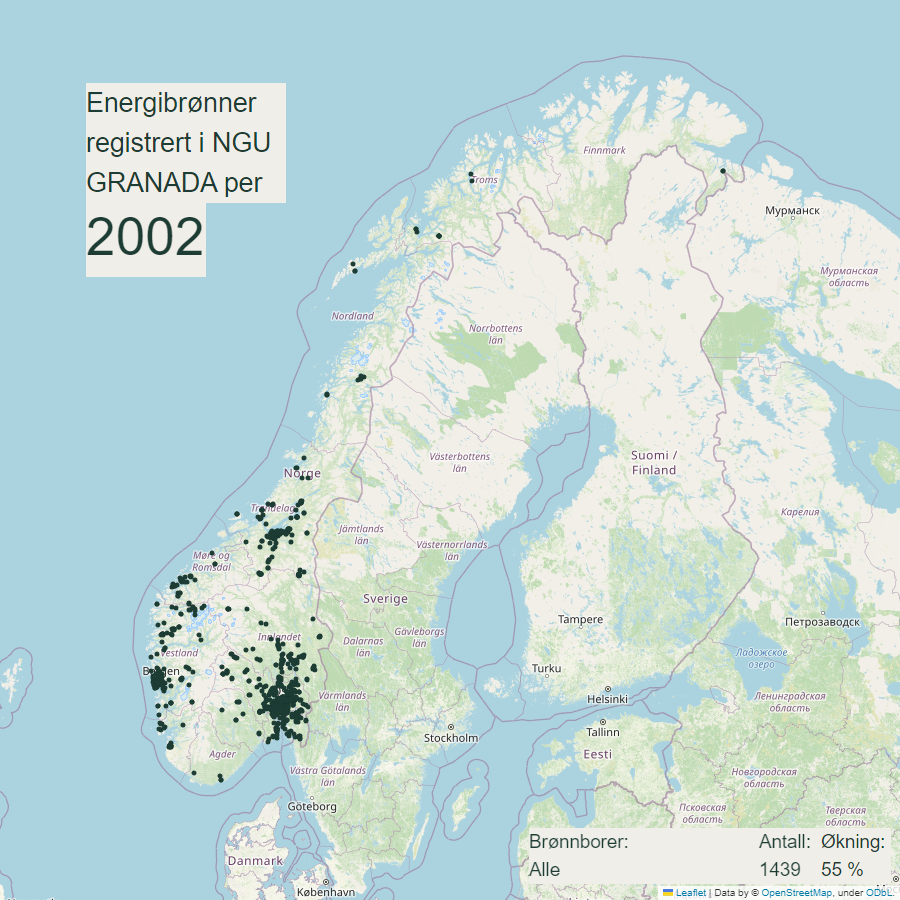 Energibrønner
registrert i NGU
GRANADA per
2002
Finnmark
Troms
Мурманск
Мурманская
область
Nordland
Norrbottens
län
Västerbottens
län
Suomi /
Finland
Norge
Trøndelag
Карелия
Jämtlands
län
Västernorrlands
län
Møre og
Romsdal
Sverige
Tampere
Петрозаводск
Innlandet
Dalarnas
län
Gävleborgs
län
Vestland
Ладожское
озеро
Bergen
Turku
Helsinki
Värmlands
län
Ленинградская
область
Stockholm
Tallinn
Eesti
Agder
Västra Götalands
län
Новгородская
область
Göteborg
Псковская
область
Тверская
область
Danmark
København
Brønnborer: Antall: Økning:
Alle 1439 55 %
Leaflet | Data by © OpenStreetMap, under ODbL.